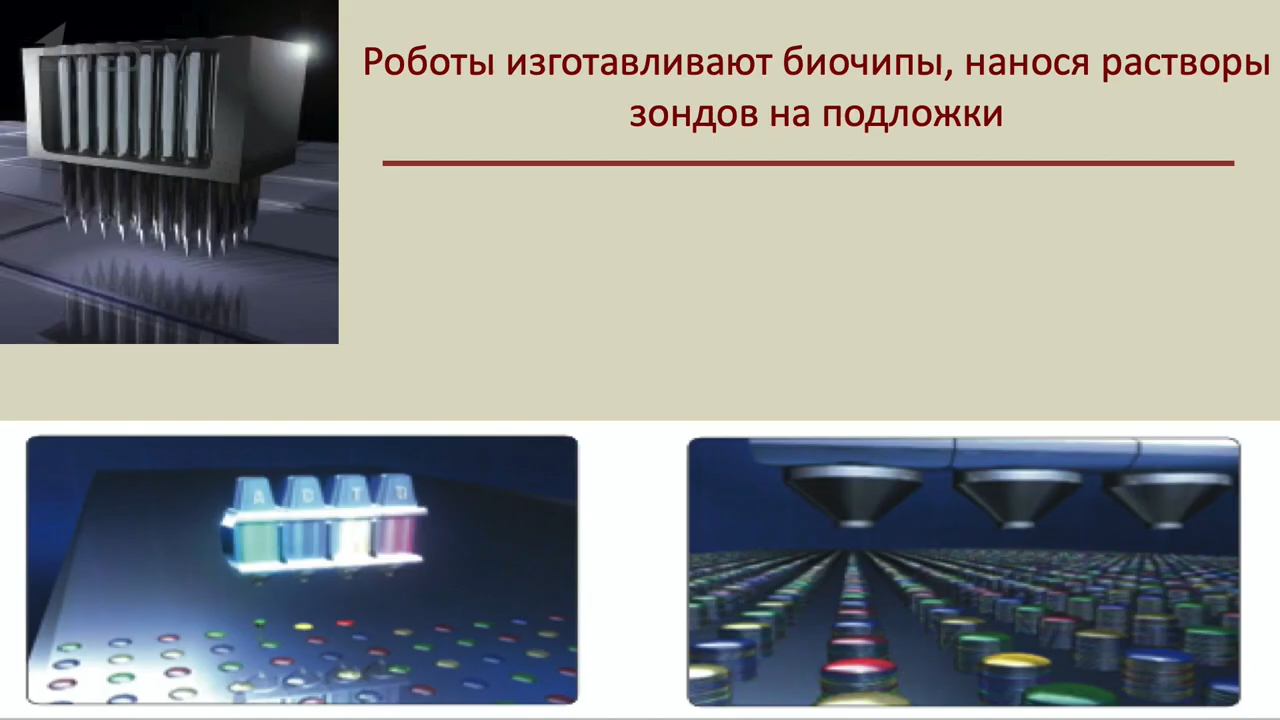 Роботы изготавливают биочипы, нанося растворы
зондов на подложки
A
T